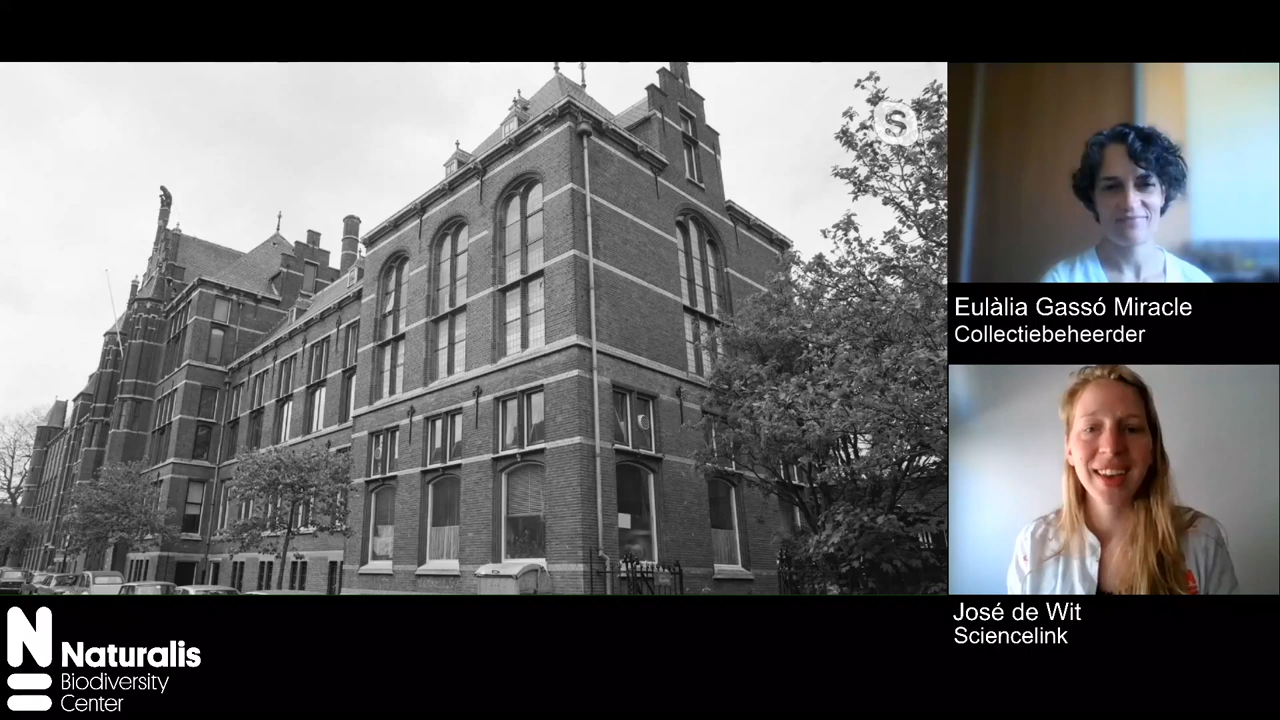 S
Eulàlia Gassó Miracle
Collectiebeheerder
José de Wit
Sciencelink
Naturalis
Biodiversity
Center